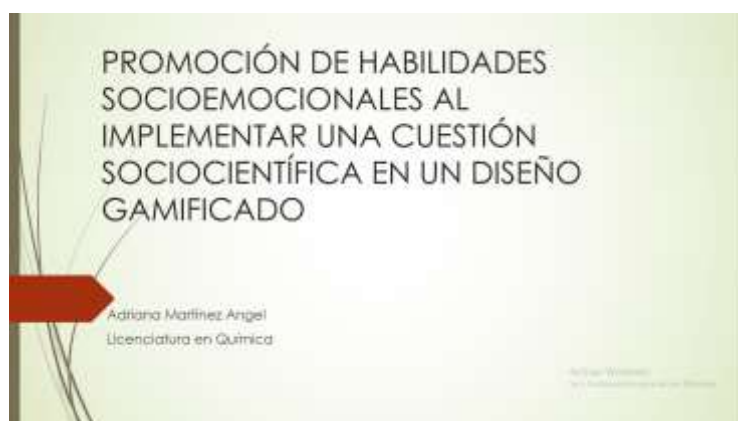 PROMOCIÓN DE HABILIDADES
SOCIOEMOCIONALES AL
IMPLEMENTAR UNA CUESTIÓN
SOCIOCIENTÍFICA EN UN DISEÑO
GAMIFICADO
Adriana Martínez Angel
Licenciatura en Química